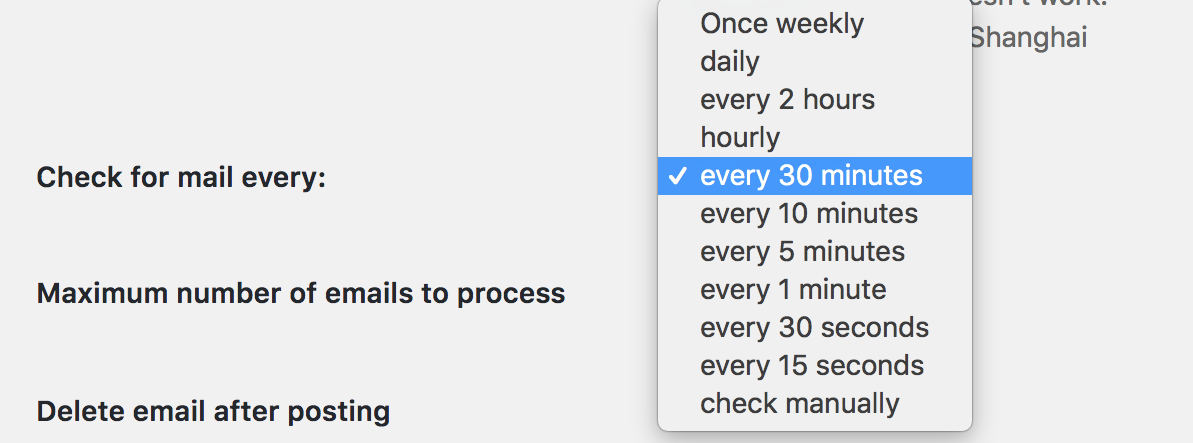 work.
Once weekly
Shanghai
daily
every 2 hours
hourly
Check for mail every:
✓ every 30 minutes
every 10 minutes
every 5 minutes
Maximum number of emails to process
every 1 minute
every 30 seconds
every 15 seconds
Delete email after posting
check manually